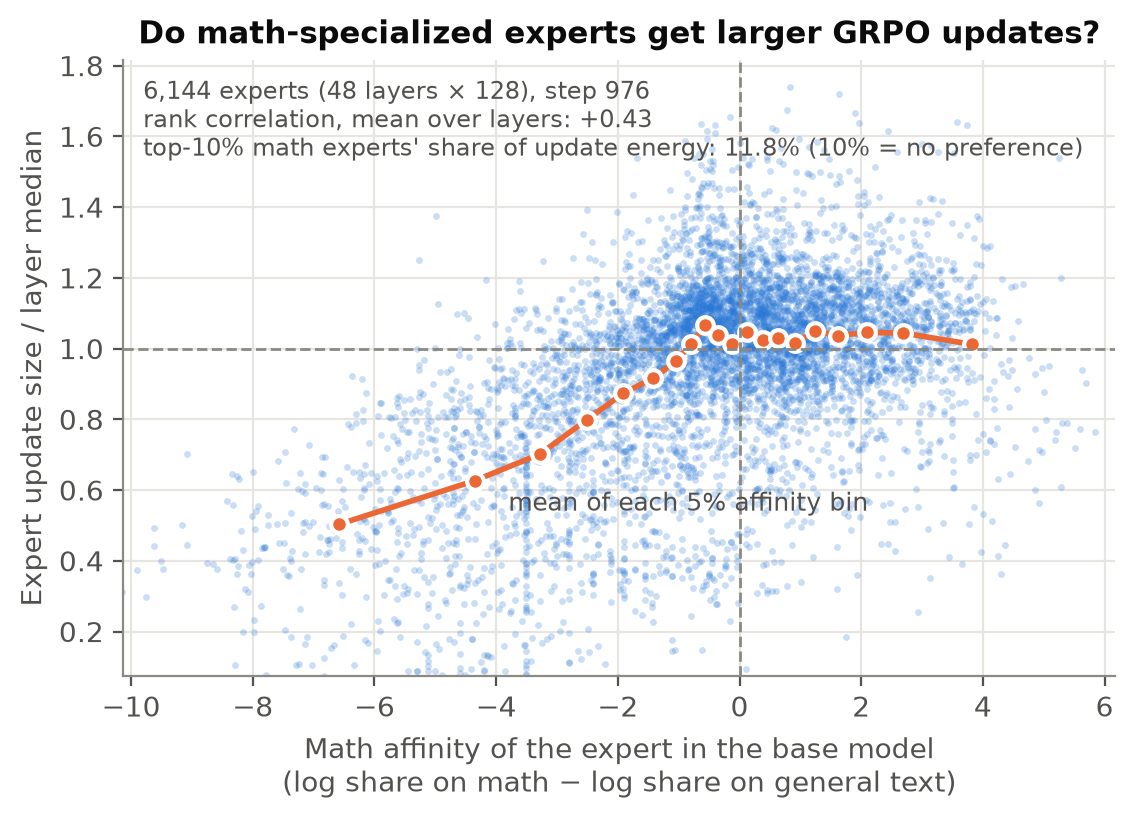 Do math-specialized experts get larger GRPO updates?
6,144 experts (48 layers × 128), step 976
rank correlation, mean over layers: +0.43
top-10% math experts' share of update energy: 11.8% (10% = no preference)
mean of each 5% affinity bin
Expert update size / layer median
1.8
1.6
1.4
1.2
1.0
0.8
0.6
0.4
0.2
−10
−8
−6
−4
−2
0
2
4
6
Math affinity of the expert in the base model
(log share on math − log share on general text)